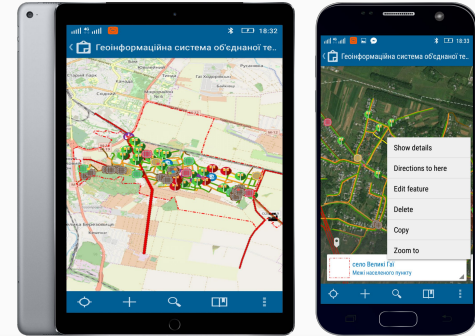 18:32
Геоінформаційна система об'єднаної те..
18:33
Геоінформаційна система об'єднаної те..
Show details
Directions to here
Edit feature
Delete
Copy
Zoom to
село Великі Гаї
Межі населеного пункту